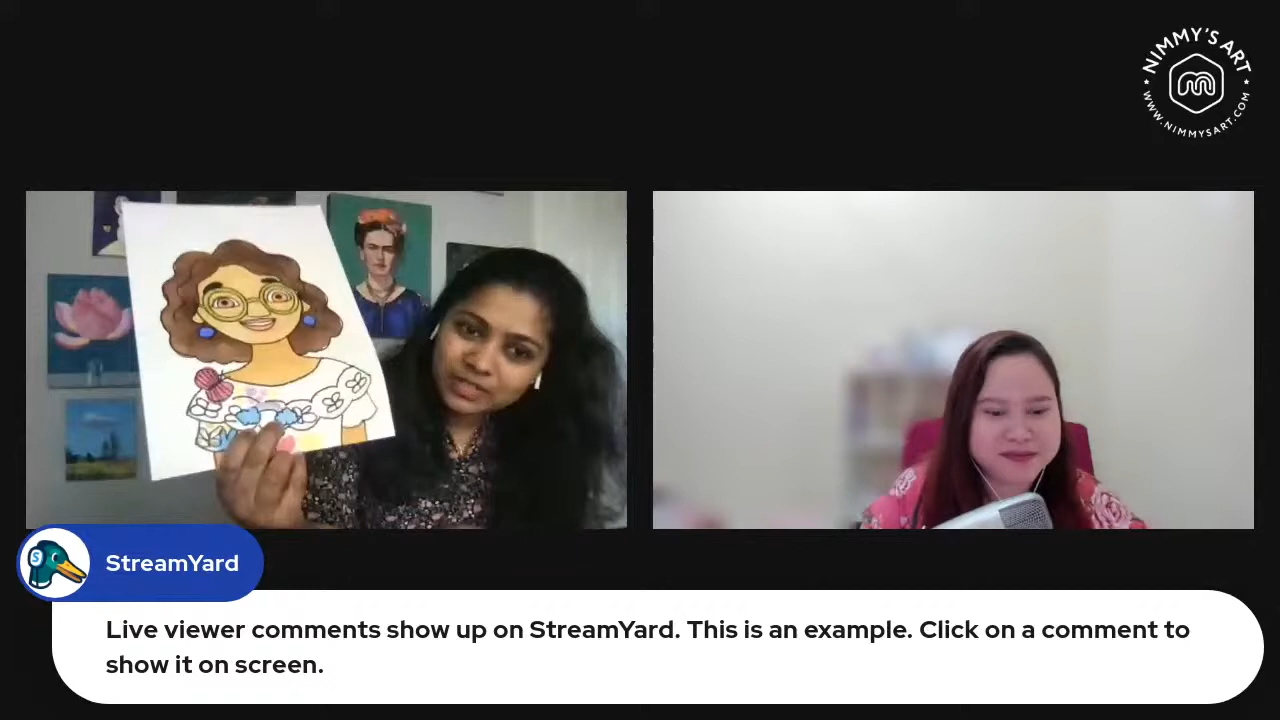 NIMMY'S ART
WWW.NIMMYSART.COM
S
StreamYard
Live viewer comments show up on StreamYard. This is an example. Click on a comment to
show it on screen.